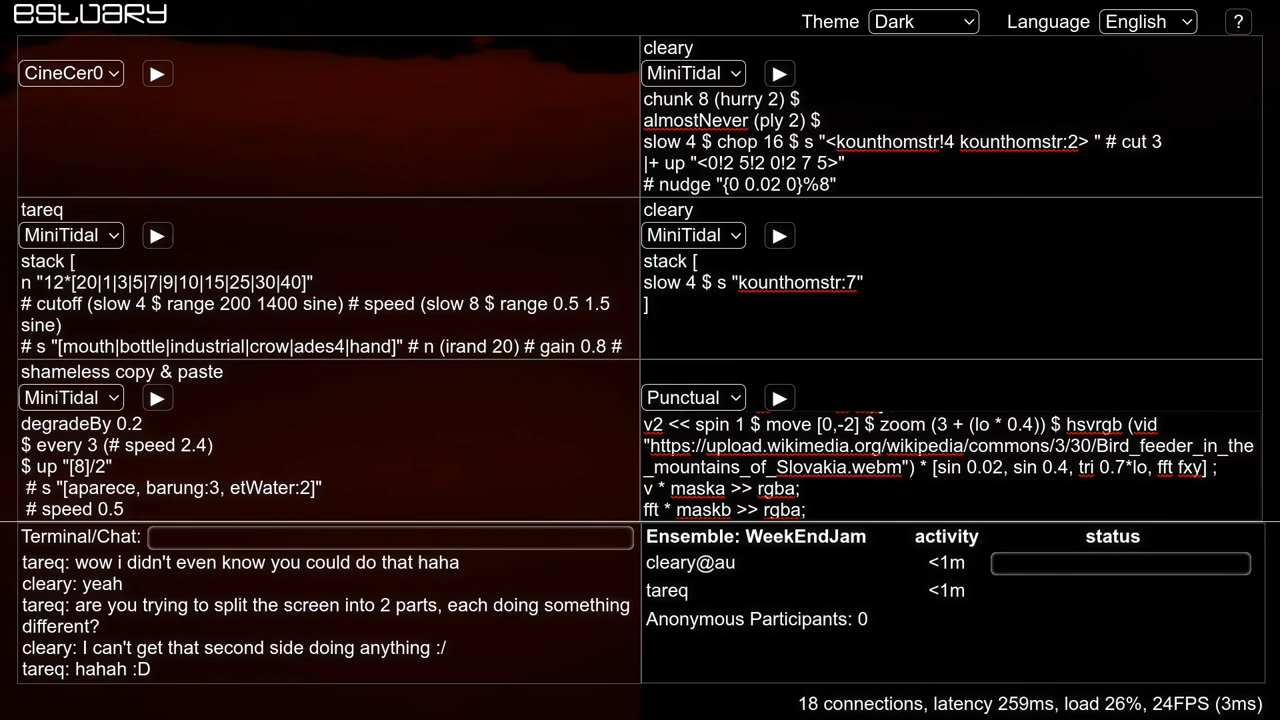 estuary
Theme Dark Language English ?
CineCer0 ▶
cleary
MiniTidal ▶
chunk 8 (hurry 2) $
almostNever (ply 2) $
slow 4 $ chop 16 $ s "<kounthomstr!4 kounthomstr:2> " # cut 3
|+ up "<0!2 5!2 0!2 7 5>"
# nudge "{0 0.02 0}%8"
tareq
MiniTidal ▶
stack [
n "12*[20|1|3|5|7|9|10|15|25|30|40]"
# cutoff (slow 4 $ range 200 1400 sine) # speed (slow 8 $ range 0.5 1.5
sine)
# s "[mouth|bottle|industrial|crow|ades4|hand]" # n (irand 20) # gain 0.8 #
cleary
MiniTidal ▶
stack [
slow 4 $ s "kounthomstr:7"
]
shameless copy & paste
MiniTidal ▶
degradeBy 0.2
$ every 3 (# speed 2.4)
$ up "[8]/2"
# s "[aparece, barung:3, etWater:2]"
# speed 0.5
Punctual ▶
v2 << spin 1 $ move [0,-2] $ zoom (3 + (lo * 0.4)) $ hsvrgb (vid
"https://upload.wikimedia.org/wikipedia/commons/3/30/Bird_feeder_in_the
_mountains_of_Slovakia.webm") * [sin 0.02, sin 0.4, tri 0.7*lo, fft fxy] ;
v * maska >> rgba;
fft * maskb >> rgba;
Terminal/Chat:
tareq: wow i didn't even know you could do that haha
cleary: yeah
tareq: are you trying to split the screen into 2 parts, each doing something
different?
cleary: I can't get that second side doing anything :/
tareq: hahah :D
Ensemble: WeekEndJam activity status
cleary@au <1m
tareq <1m
Anonymous Participants: 0
18 connections, latency 259ms, load 26%, 24FPS (3ms)